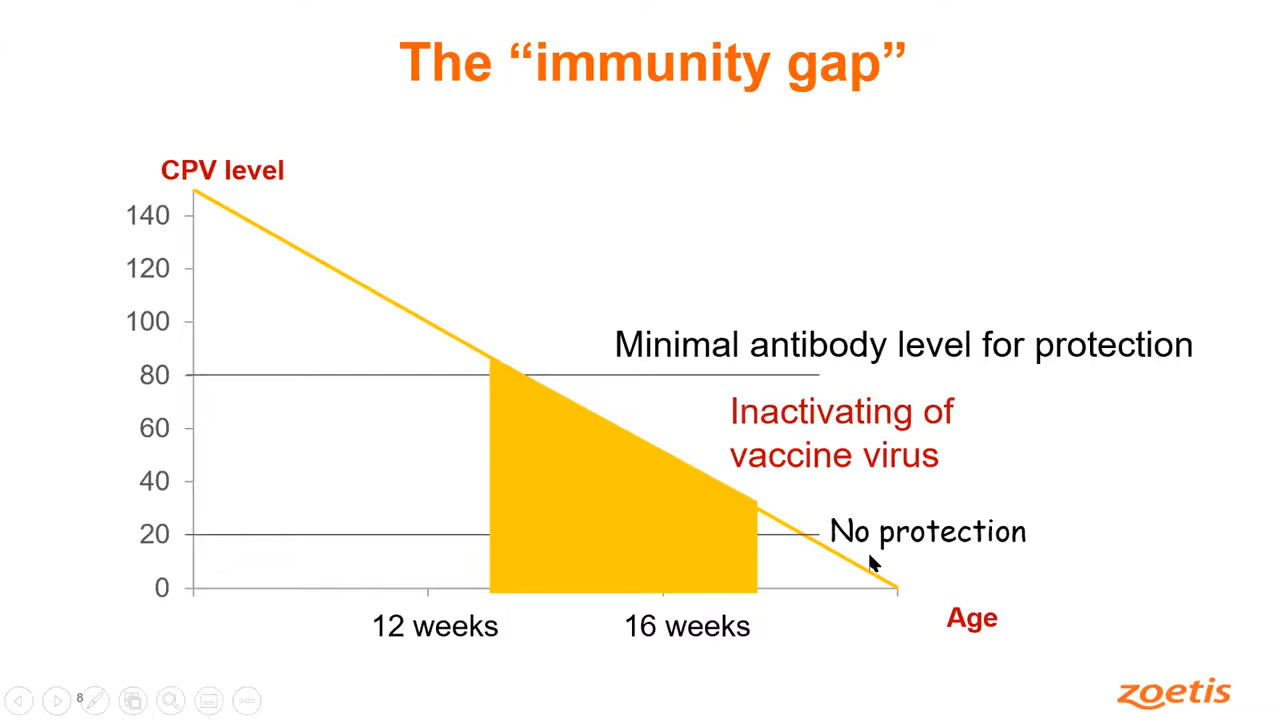 The “immunity gap”
CPV level
140
120
100
80
60
40
20
0
Minimal antibody level for protection
Inactivating of
vaccine virus
No protection
12 weeks
16 weeks
Age
8
zoetis